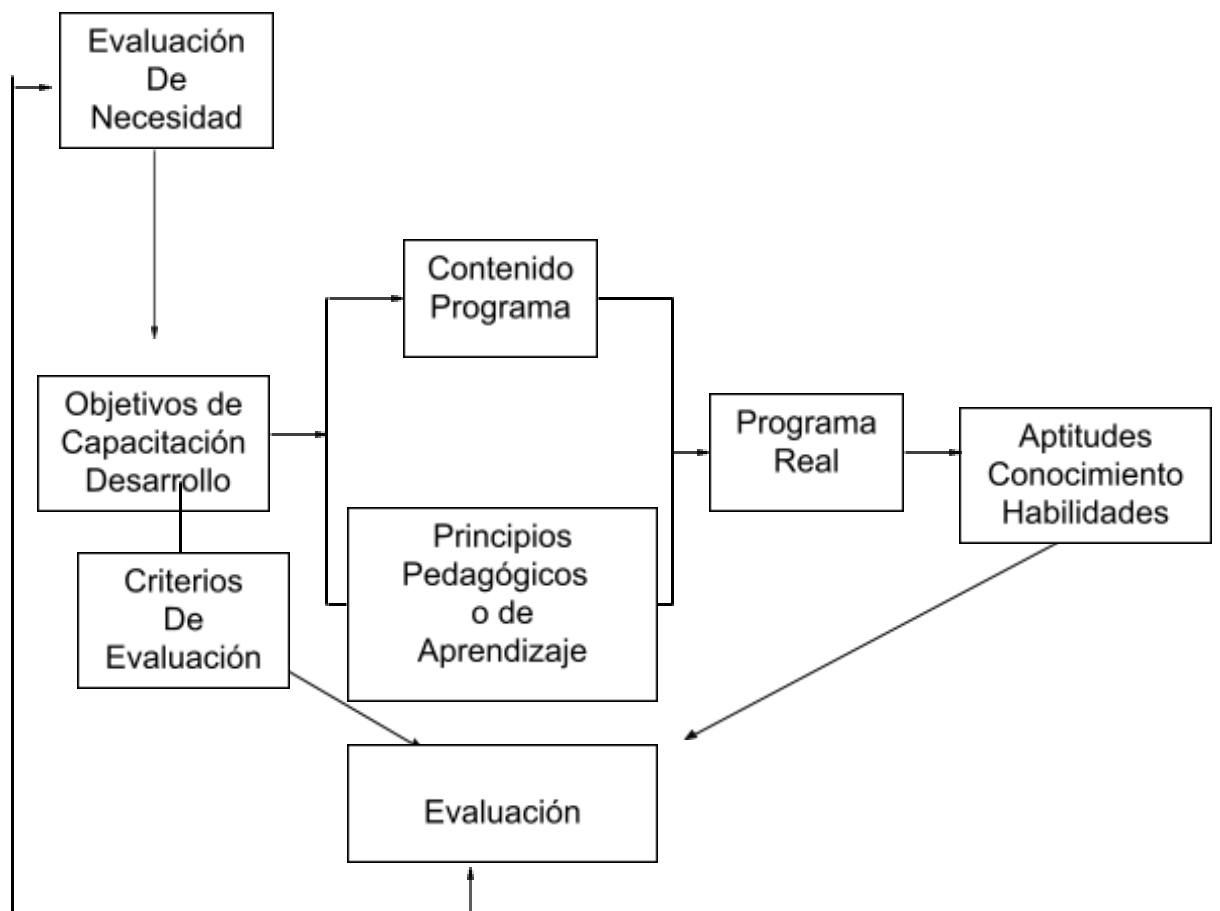 Evaluación
De
Necesidad
Contenido
Programa
Objetivos de
Capacitación
Desarrollo
Programa
Real
Aptitudes
Conocimiento
Habilidades
Principios
Pedagógicos
o de
Aprendizaje
Criterios
De
Evaluación
Evaluación